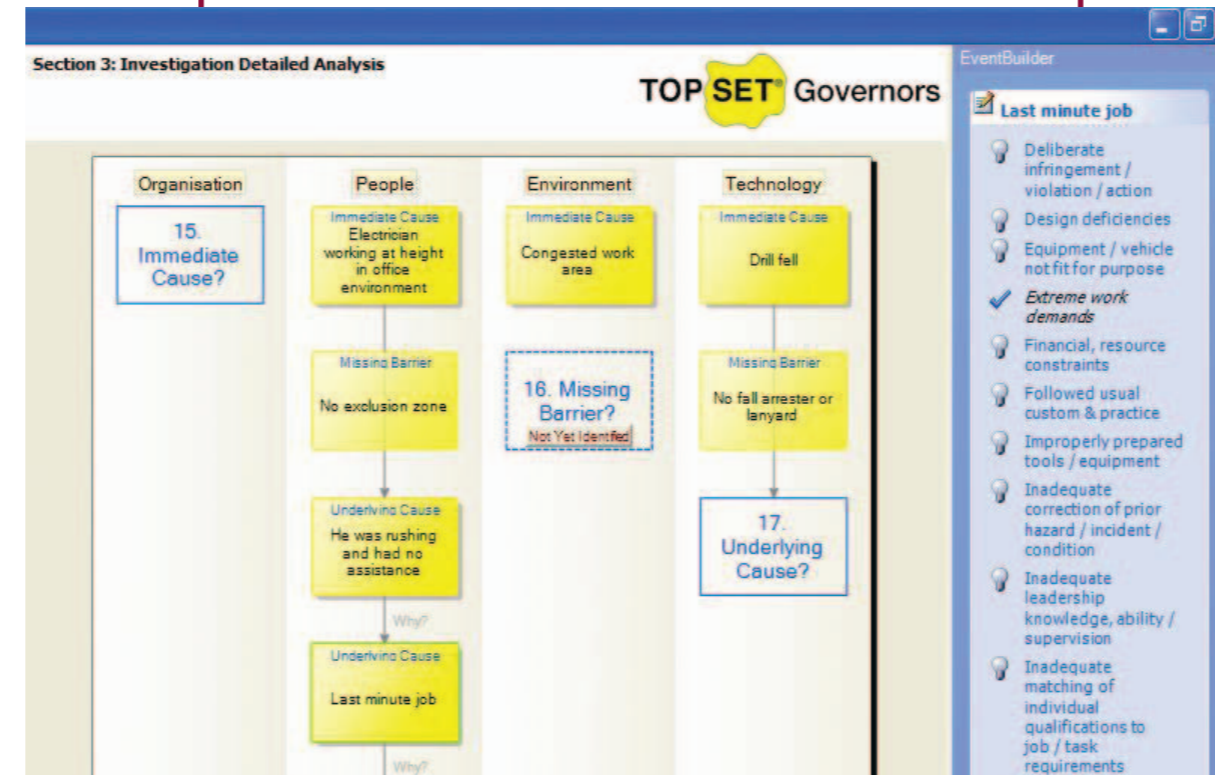 Section 3: Investigation Detailed Analysis
TOP SET® Governors
Organisation
15.
Immediate
Cause?
People
Immediate Cause
Electrician
working at height
in office
environment
Missing Barrier
No exclusion zone
Underlying Cause
He was rushing
and had no
assistance
Why?
Underlying Cause
Last minute job
Why?
Environment
Immediate Cause
Congested work
area
16. Missing
Barrier?
Not Yet Identified
Technology
Immediate Cause
Drill fell
Missing Barrier
No fall arrester or
lanyard
17.
Underlying
Cause?
EventBuilder
Last minute job
Deliberate
infringement /
violation / action
Design deficiencies
Equipment / vehicle
not fit for purpose
Extreme work
demands
Financial, resource
constraints
Followed usual
custom & practice
Improperly prepared
tools / equipment
Inadequate
correction of prior
hazard / incident /
condition
Inadequate
leadership
knowledge, ability /
supervision
Inadequate
matching of
individual
qualifications to
job / task
requirements